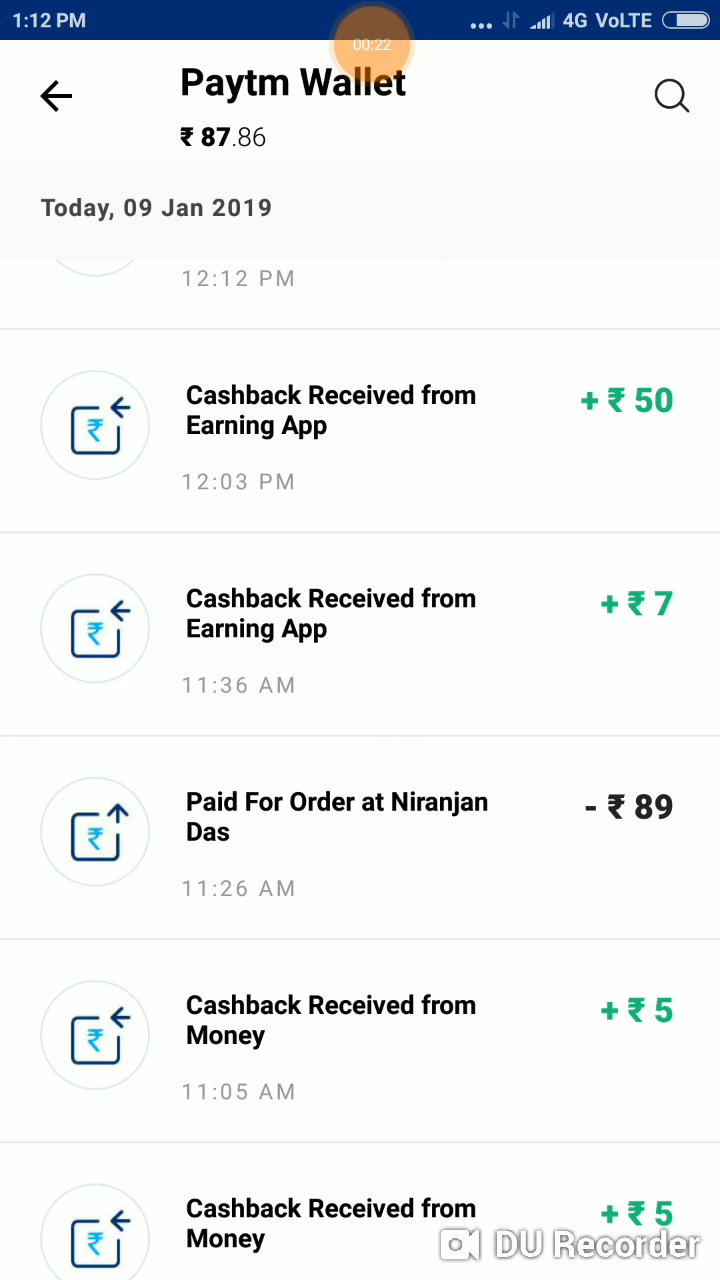 1:12 PM
4G VoLTE
00:22
Paytm Wallet
₹ 87.86
Today, 09 Jan 2019
12:12 PM
Cashback Received from
Earning App
+ ₹ 50
12:03 PM
Cashback Received from
Earning App
+ ₹ 7
11:36 AM
Paid For Order at Niranjan
Das
- ₹ 89
11:26 AM
Cashback Received from
Money
+ ₹ 5
11:05 AM
Cashback Received from
Money
+ ₹ 5
DU Recorder